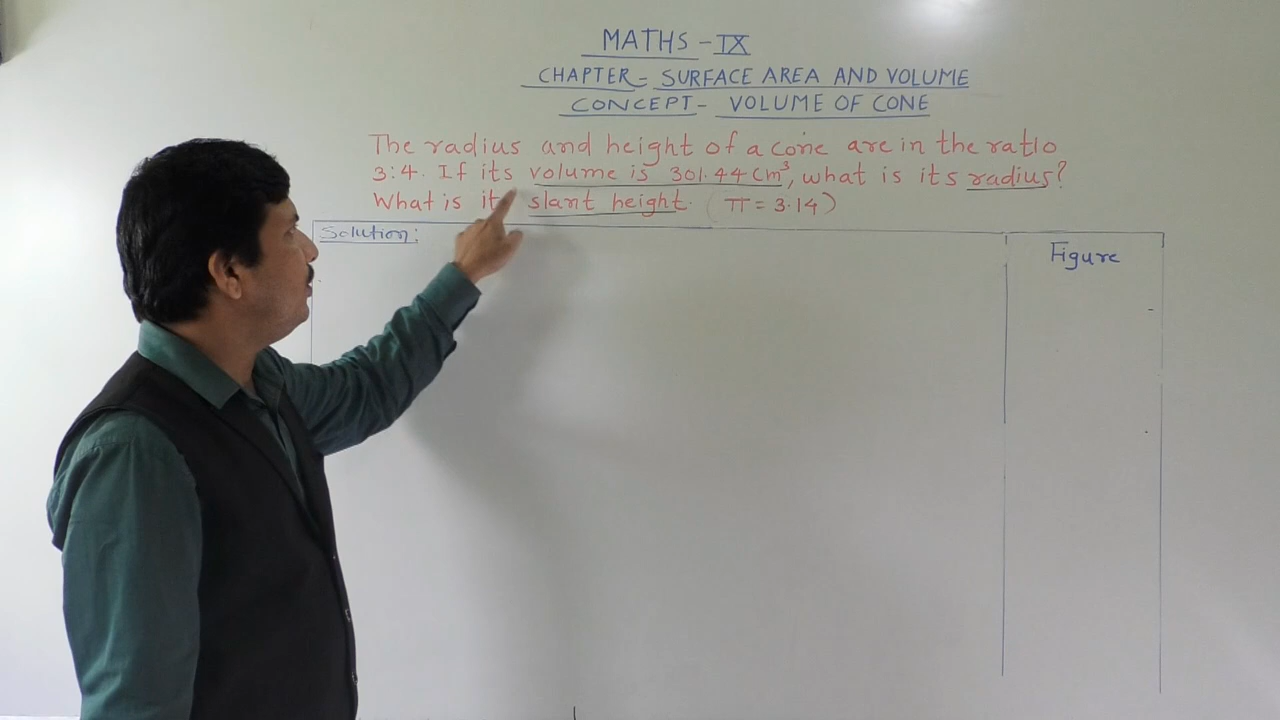 MATHS - IX
CHAPTER - SURFACE AREA AND VOLUME
CONCEPT - VOLUME OF CONE
The radius and height of a cone are in the ratio
3:4. If its volume is 301.44 Cm³, what is its radius?
What is its slant height. (π = 3.14)
Solution:
Figure